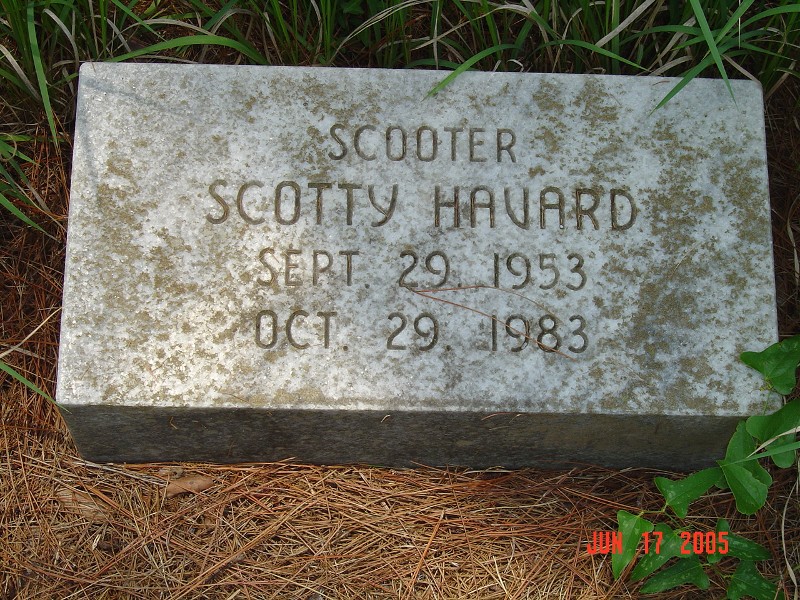 SCOOTER
SCOTTY HAVARD
SEPT. 29 1953
OCT. 29. 1983
JUN 17 2005